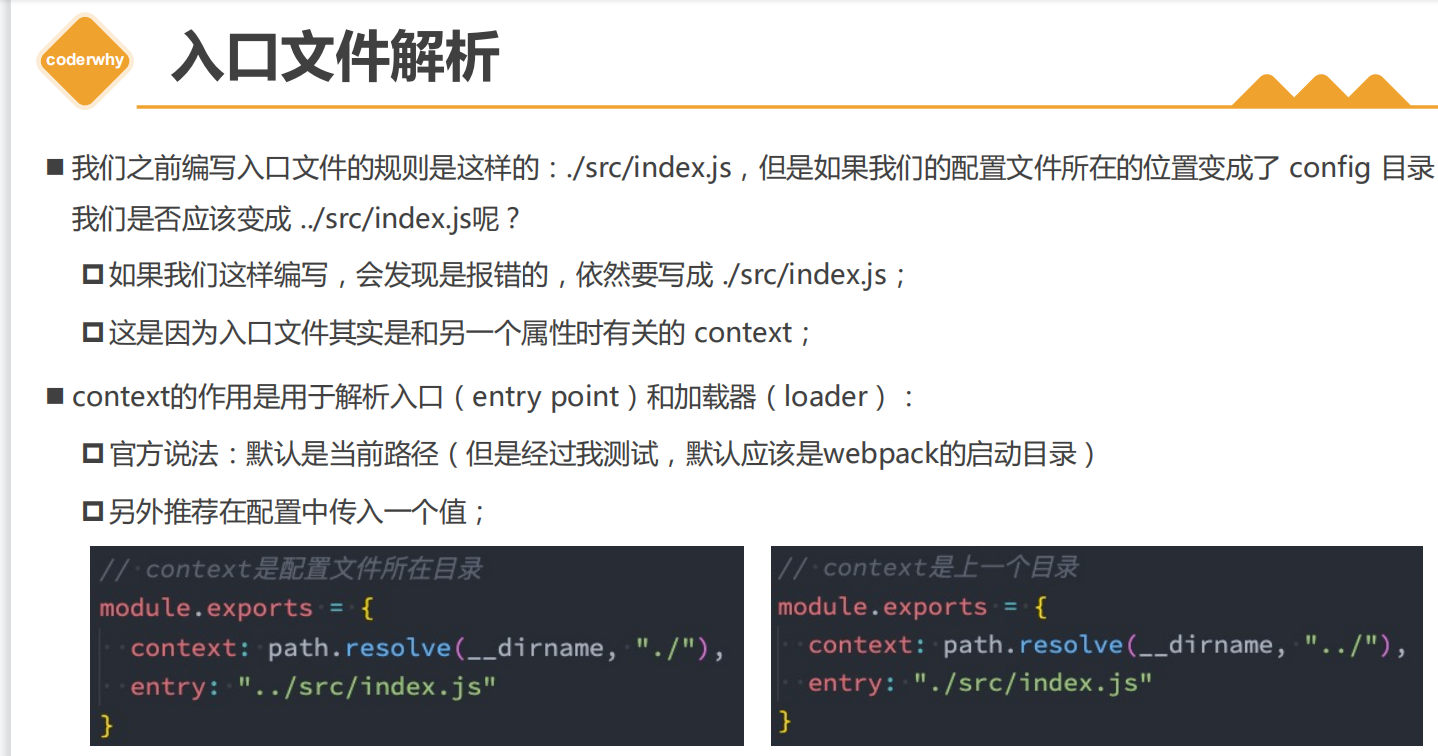 coderwhy
入口文件解析
我们之前编写入口文件的规则是这样的：./src/index.js，但是如果我们的配置文件所在的位置变成了 config 目录
我们是否应该变成 ../src/index.js呢？
如果我们这样编写，会发现是报错的，依然要写成 ./src/index.js；
这是因为入口文件其实是和另一个属性时有关的 context；
context的作用是用于解析入口（entry point）和加载器（loader）：
官方说法：默认是当前路径（但是经过我测试，默认应该是webpack的启动目录）
另外推荐在配置中传入一个值；
// context是配置文件所在目录
module.exports = {
context: path.resolve(__dirname, "./"),
entry: "../src/index.js"
}
// context是上一个目录
module.exports = {
context: path.resolve(__dirname, "../"),
entry: "./src/index.js"
}